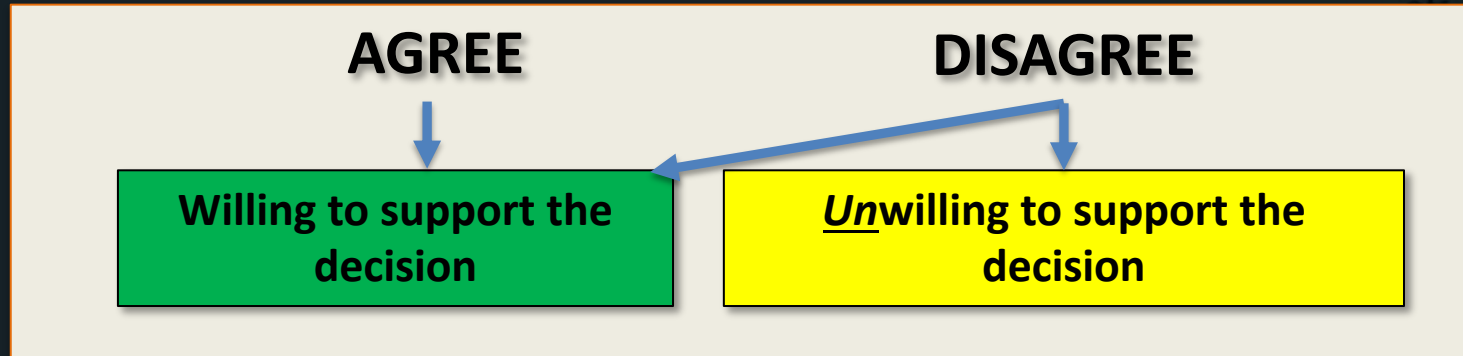 AGREE
DISAGREE
Willing to support the
decision
Unwilling to support the
decision